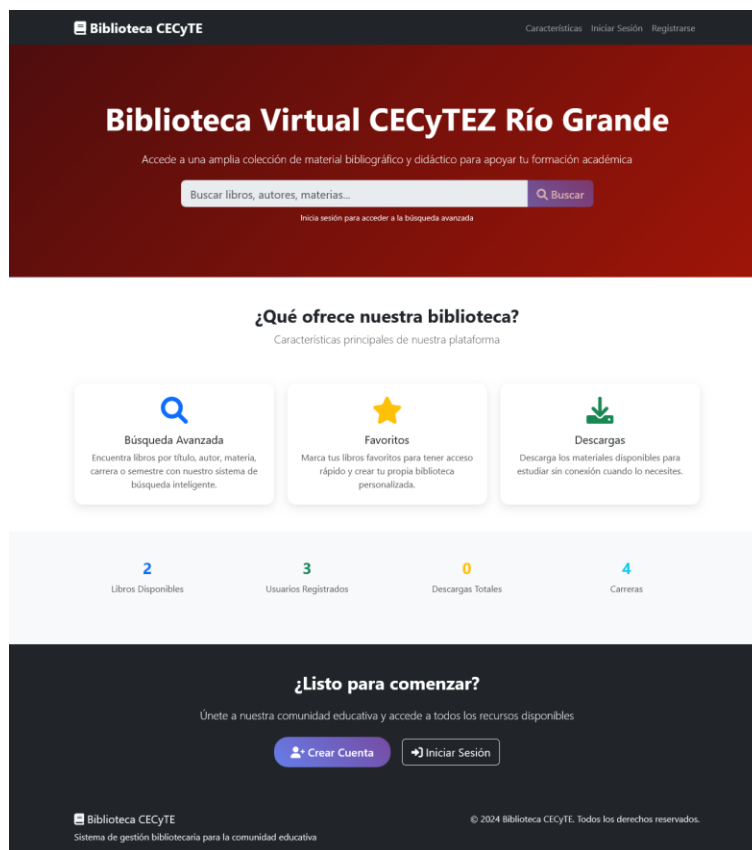 Biblioteca CECyTE
Características Iniciar Sesión Registrarse
Biblioteca Virtual CECyTEZ Río Grande
Accede a una amplia colección de material bibliográfico y didáctico para apoyar tu formación académica
Buscar libros, autores, materias...
Buscar
Inicia sesión para acceder a la búsqueda avanzada
¿Qué ofrece nuestra biblioteca?
Características principales de nuestra plataforma
Búsqueda Avanzada
Encuentra libros por título, autor, materia,
carrera o semestre con nuestro sistema de
búsqueda inteligente.
Favoritos
Marca tus libros favoritos para tener acceso
rápido y crear tu propia biblioteca
personalizada.
Descargas
Descarga los materiales disponibles para
estudiar sin conexión cuando lo necesites.
2
Libros Disponibles
3
Usuarios Registrados
0
Descargas Totales
4
Carreras
¿Listo para comenzar?
Únete a nuestra comunidad educativa y accede a todos los recursos disponibles
Crear Cuenta
Iniciar Sesión
Biblioteca CECyTE
Sistema de gestión bibliotecaria para la comunidad educativa
© 2024 Biblioteca CECyTE. Todos los derechos reservados.